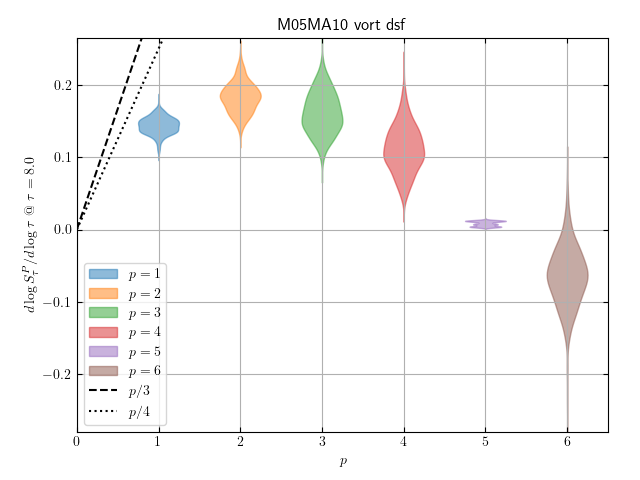 M05MA10 vort dsf
d log S_τ^P / d log τ @ τ = 8.0
0.2
0.1
0.0
−0.1
−0.2
p = 1
p = 2
p = 3
p = 4
p = 5
p = 6
p/3
p/4
0 1 2 3 4 5 6
p